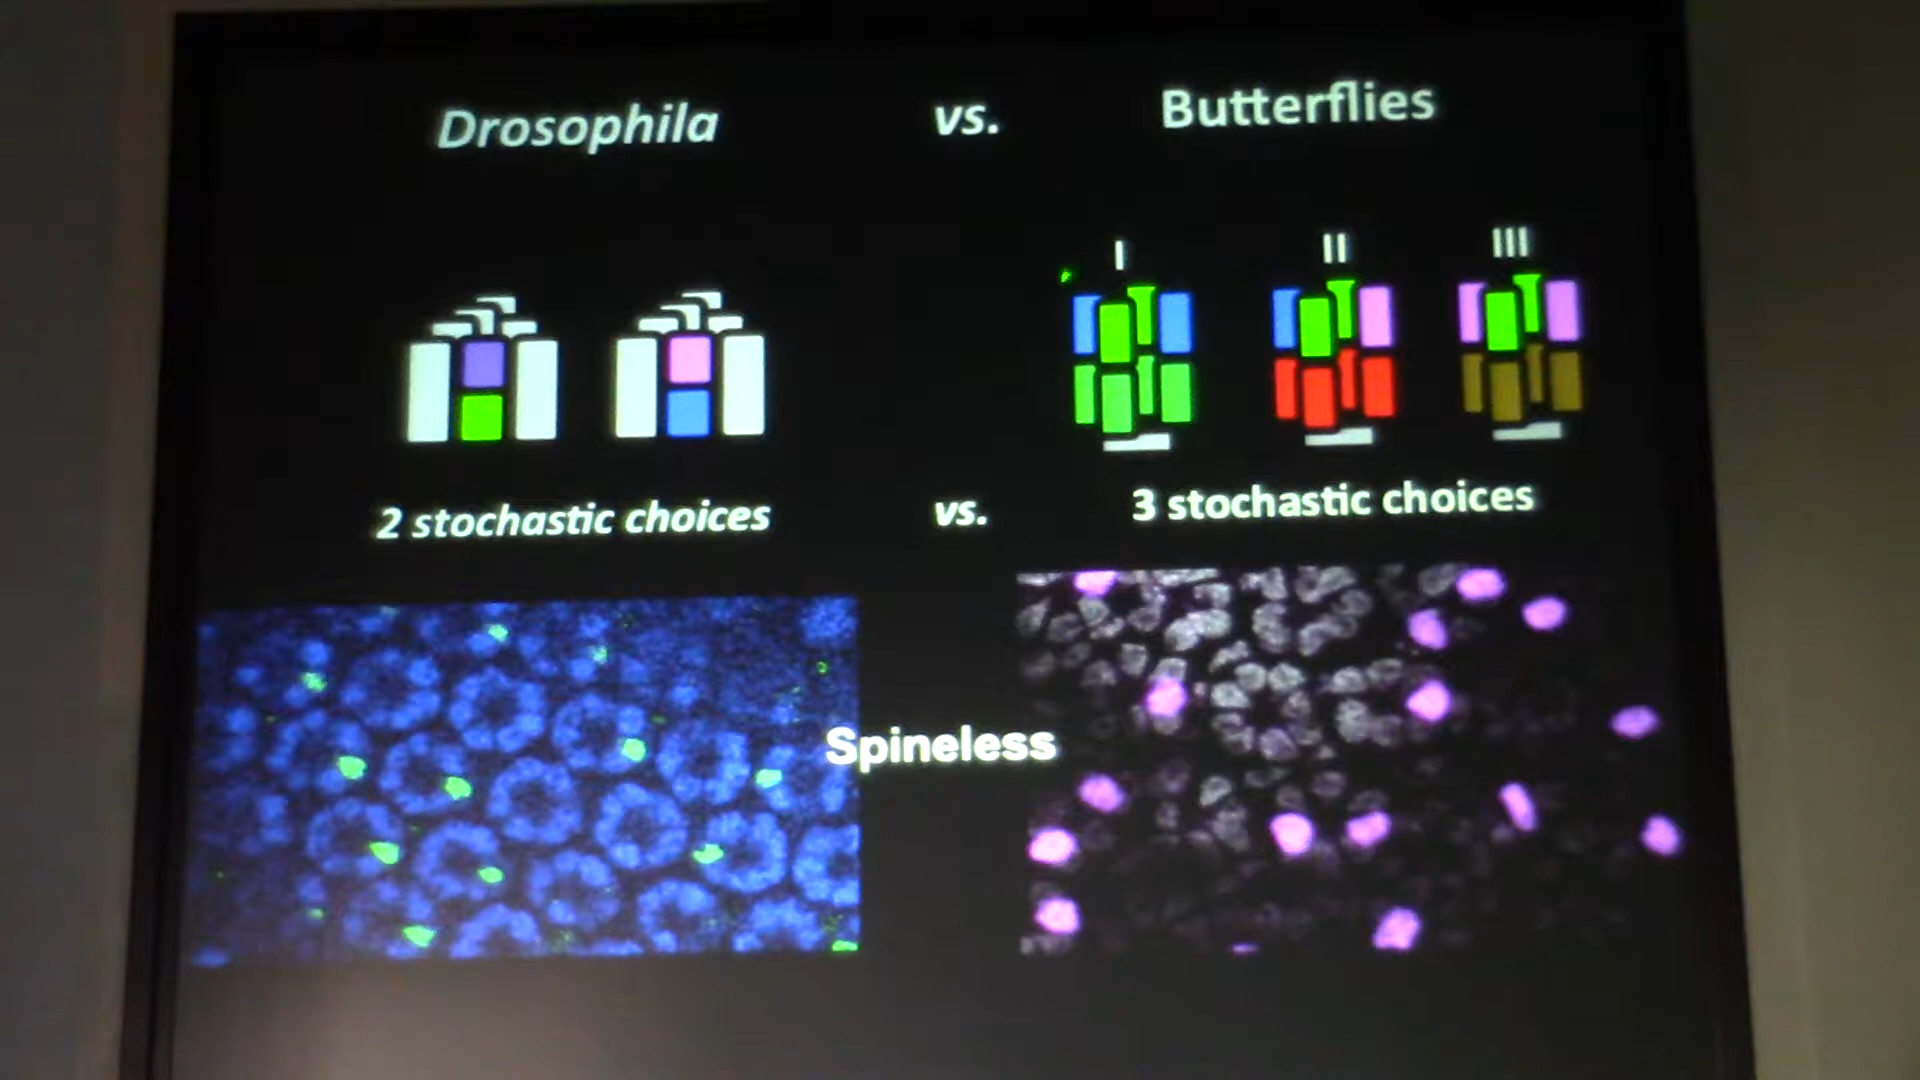 Drosophila vs. Butterflies
I II III
2 stochastic choices vs. 3 stochastic choices
Spineless